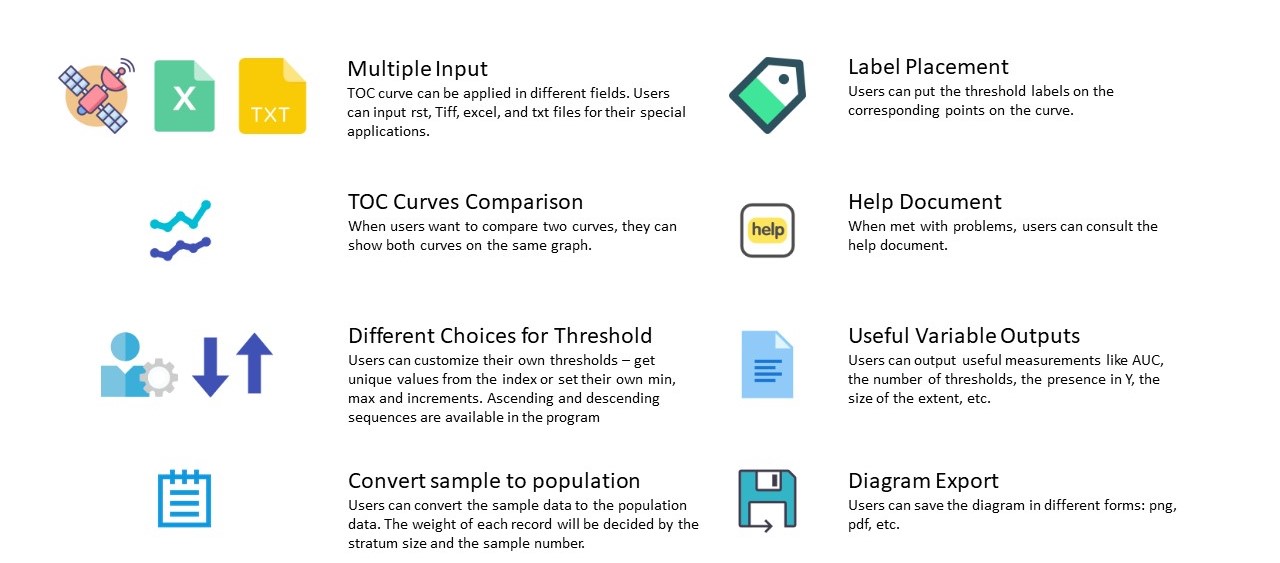 X
TXT
Multiple Input
TOC curve can be applied in different fields. Users
can input rst, Tiff, excel, and txt files for their special
applications.
Label Placement
Users can put the threshold labels on the
corresponding points on the curve.
TOC Curves Comparison
When users want to compare two curves, they can
show both curves on the same graph.
help
Help Document
When met with problems, users can consult the
help document.
Different Choices for Threshold
Users can customize their own thresholds – get
unique values from the index or set their own min,
max and increments. Ascending and descending
sequences are available in the program
Useful Variable Outputs
Users can output useful measurements like AUC,
the number of thresholds, the presence in Y, the
size of the extent, etc.
Convert sample to population
Users can convert the sample data to the population
data. The weight of each record will be decided by the
stratum size and the sample number.
Diagram Export
Users can save the diagram in different forms: png,
pdf, etc.